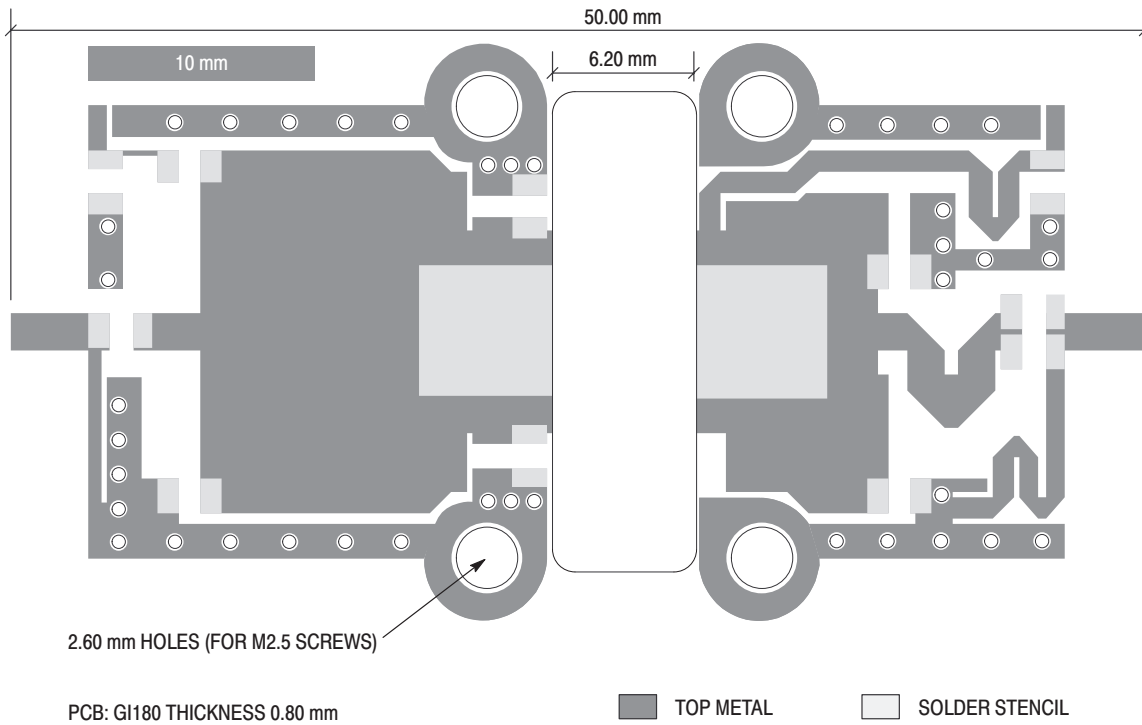 50.00 mm
10 mm
6.20 mm
2.60 mm HOLES (FOR M2.5 SCREWS)
PCB: GI180 THICKNESS 0.80 mm
TOP METAL
SOLDER STENCIL